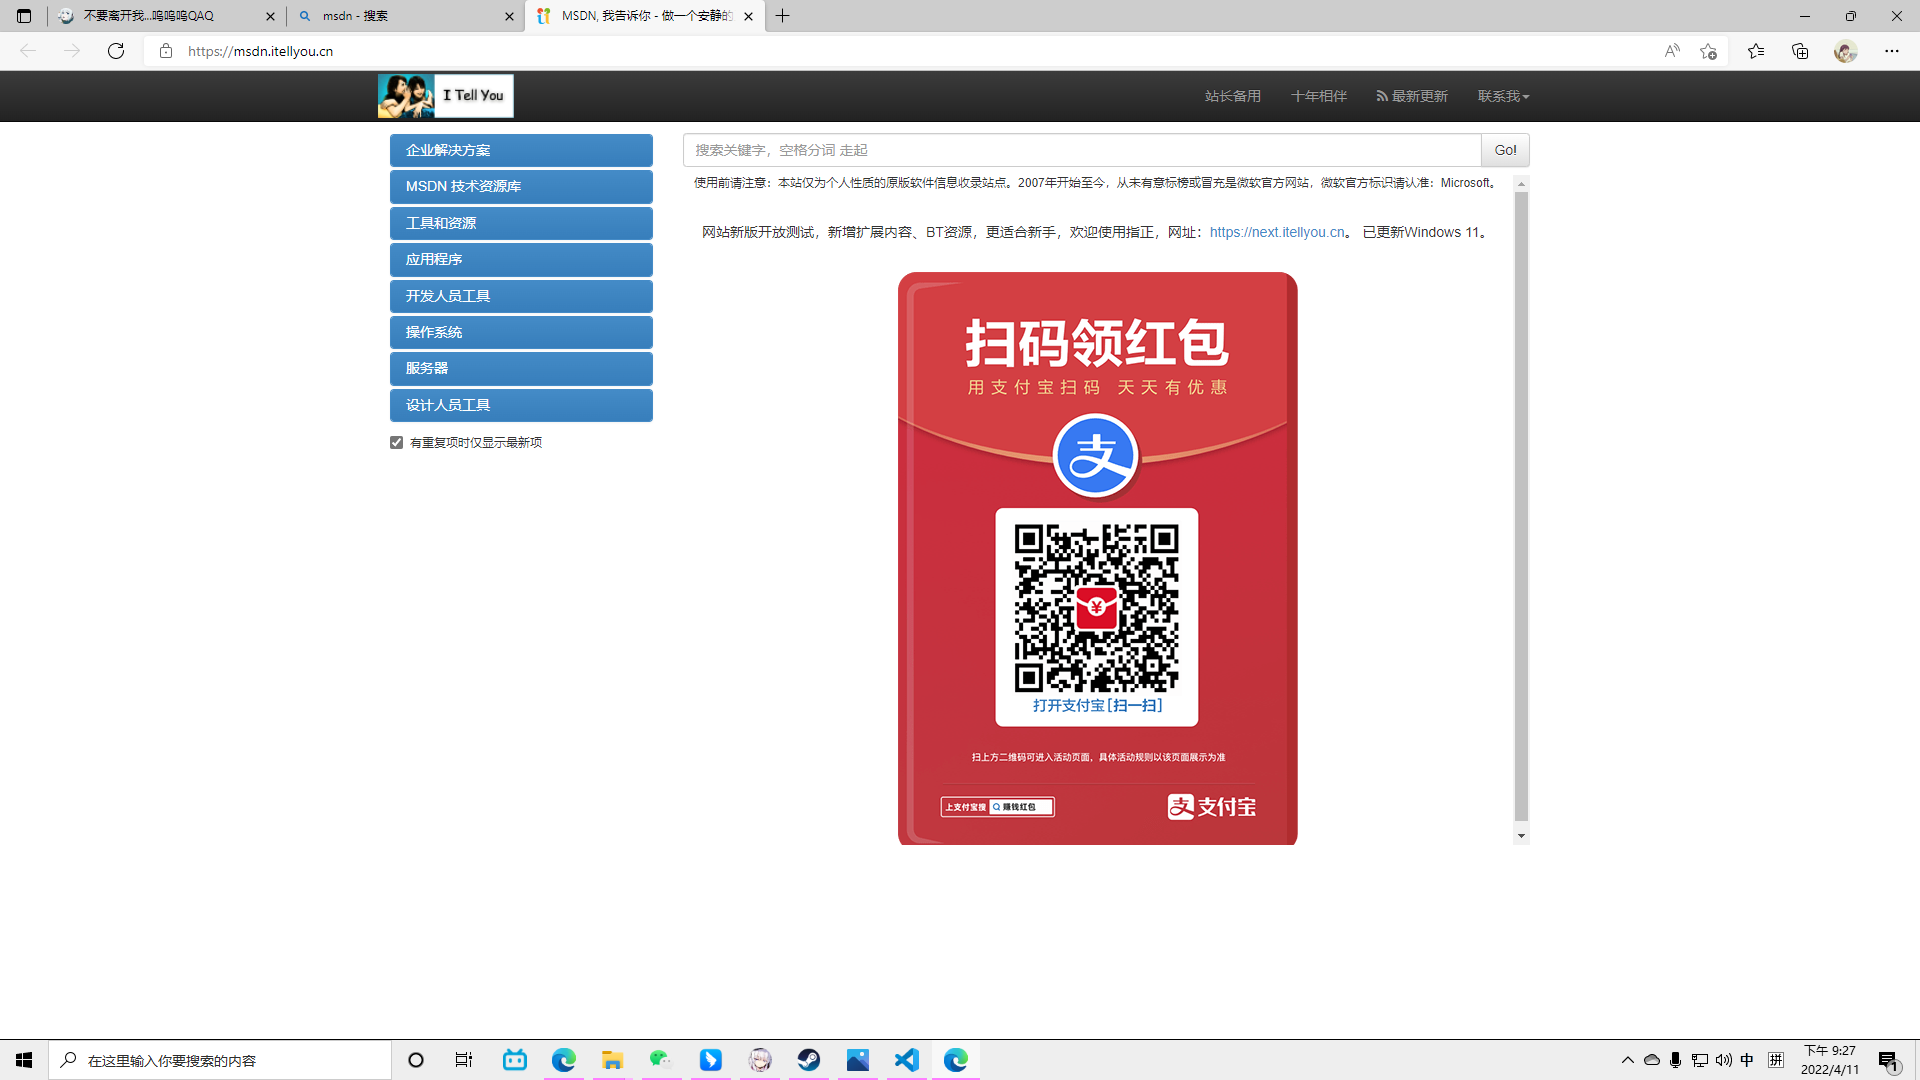 不要离开我...呜呜呜QAQ
msdn - 搜索
MSDN, 我告诉你 - 做一个安静的
https://msdn.itellyou.cn
I Tell You
站长备用
十年相伴
最新更新
联系我
企业解决方案
MSDN 技术资源库
工具和资源
应用程序
开发人员工具
操作系统
服务器
设计人员工具
有重复项时仅显示最新项
搜索关键字，空格分词 走起
Go!
使用前请注意：本站仅为个人性质的原版软件信息收录站点。2007年开始至今，从未有意标榜或冒充是微软官方网站，微软官方标识请认准：Microsoft。
网站新版开放测试，新增扩展内容、BT资源，更适合新手，欢迎使用指正，网址：https://next.itellyou.cn。 已更新Windows 11。
扫码领红包
用支付宝扫码 天天有优惠
支
¥
打开支付宝[扫一扫]
扫上方二维码可进入活动页面，具体活动规则以该页面展示为准
上支付宝搜 赚钱红包
支 支付宝
在这里输入你要搜索的内容
中
拼
下午 9:27
2022/4/11
1